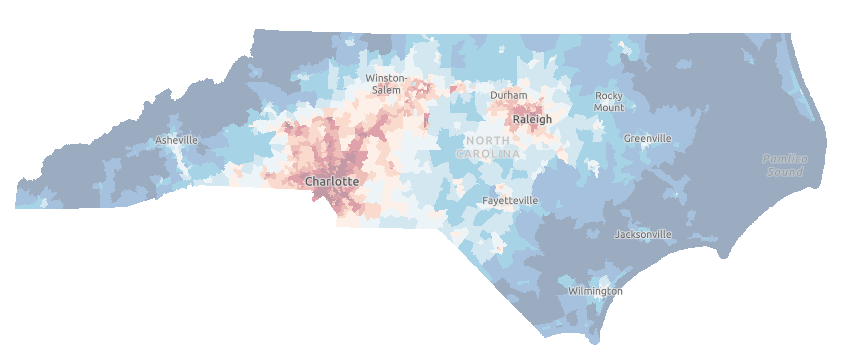 Winston-
Salem
Durham
Raleigh
Rocky
Mount
Asheville
NORTH
CAROLINA
Greenville
Pamlico
Sound
Charlotte
Fayetteville
Jacksonville
Wilmington